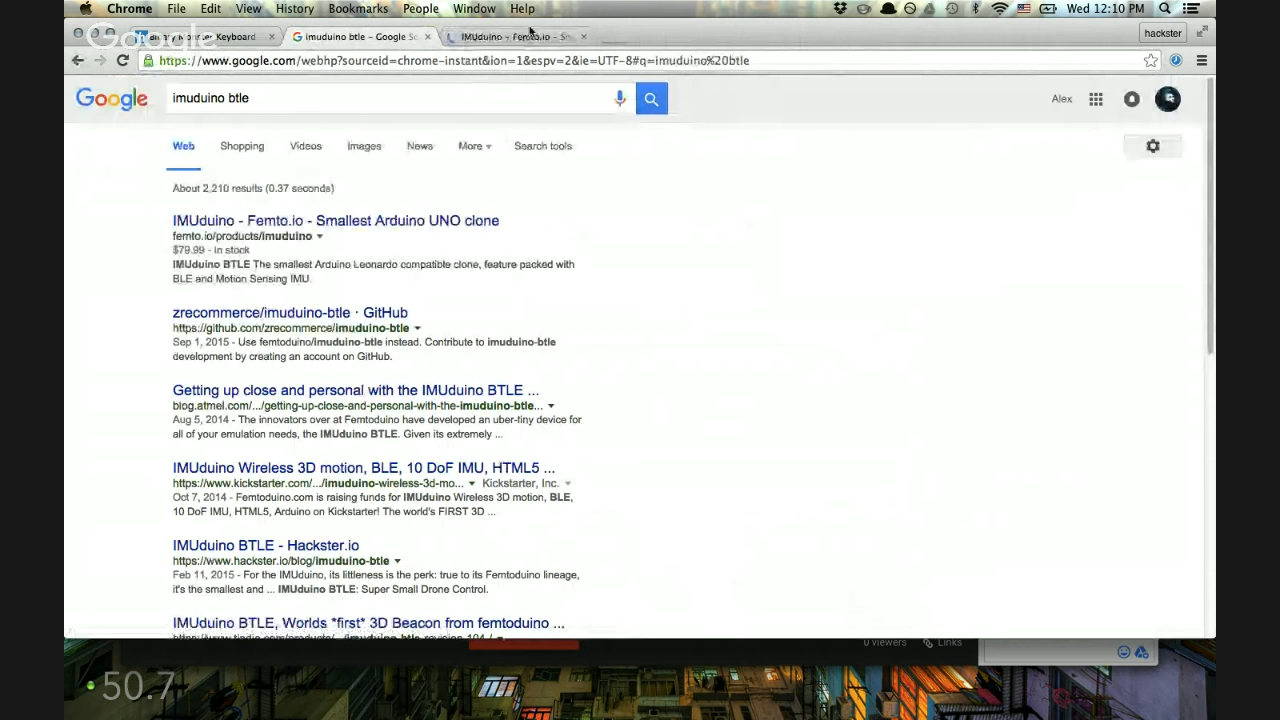 Chrome File Edit View History Bookmarks People Window Help Wed 12:10 PM
Google
Monster Keyboard imuduino btle - Google Se IMUduino - Femto.io - Sm hackster
https://www.google.com/webhp?sourceid=chrome-instant&ion=1&espv=2&ie=UTF-8#q=imuduino%20btle
Google imuduino btle Alex
Web Shopping Videos Images News More Search tools
About 2,210 results (0.37 seconds)
IMUduino - Femto.io - Smallest Arduino UNO clone
femto.io/products/imuduino
$79.99 - In stock
IMUduino BTLE The smallest Arduino Leonardo compatible clone, feature packed with
BLE and Motion Sensing IMU.
zrecommerce/imuduino-btle · GitHub
https://github.com/zrecommerce/imuduino-btle
Sep 1, 2015 - Use femtoduino/imuduino-btle instead. Contribute to imuduino-btle
development by creating an account on GitHub.
Getting up close and personal with the IMUduino BTLE ...
blog.atmel.com/.../getting-up-close-and-personal-with-the-imuduino-btle...
Aug 5, 2014 - The innovators over at Femtoduino have developed an uber-tiny device for
all of your emulation needs, the IMUduino BTLE. Given its extremely ...
IMUduino Wireless 3D motion, BLE, 10 DoF IMU, HTML5 ...
https://www.kickstarter.com/.../imuduino-wireless-3d-mo... Kickstarter, Inc.
Oct 7, 2014 - Femtoduino.com is raising funds for IMUduino Wireless 3D motion, BLE,
10 DoF IMU, HTML5, Arduino on Kickstarter! The world's FIRST 3D ...
IMUduino BTLE - Hackster.io
https://www.hackster.io/blog/imuduino-btle
Feb 11, 2015 - For the IMUduino, its littleness is the perk: true to its Femtoduino lineage,
it's the smallest and ... IMUduino BTLE: Super Small Drone Control.
IMUduino BTLE, Worlds *first* 3D Beacon from femtoduino ...
https://www.tindie.com/products/.../imuduino-btle-revision-104/
0 viewers Links
50.7